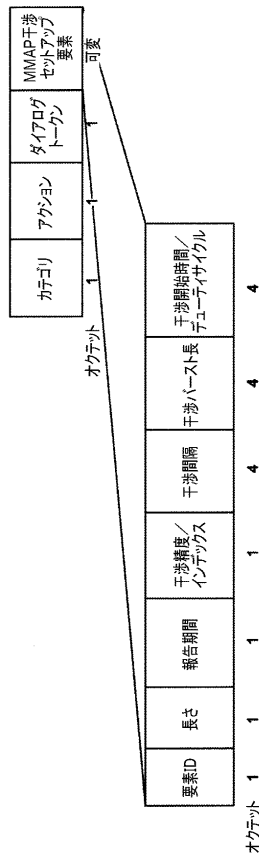 カテゴリ
アクション
ダイアログ
トークン
MMAP干渉
セットアップ
要素
オクテット
1
1
1
可変
要素ID
長さ
報告期間
干渉精度／
インデックス
干渉間隔
干渉バースト長
干渉開始時間／
デューティサイクル
オクテット
1
1
1
1
4
4
4